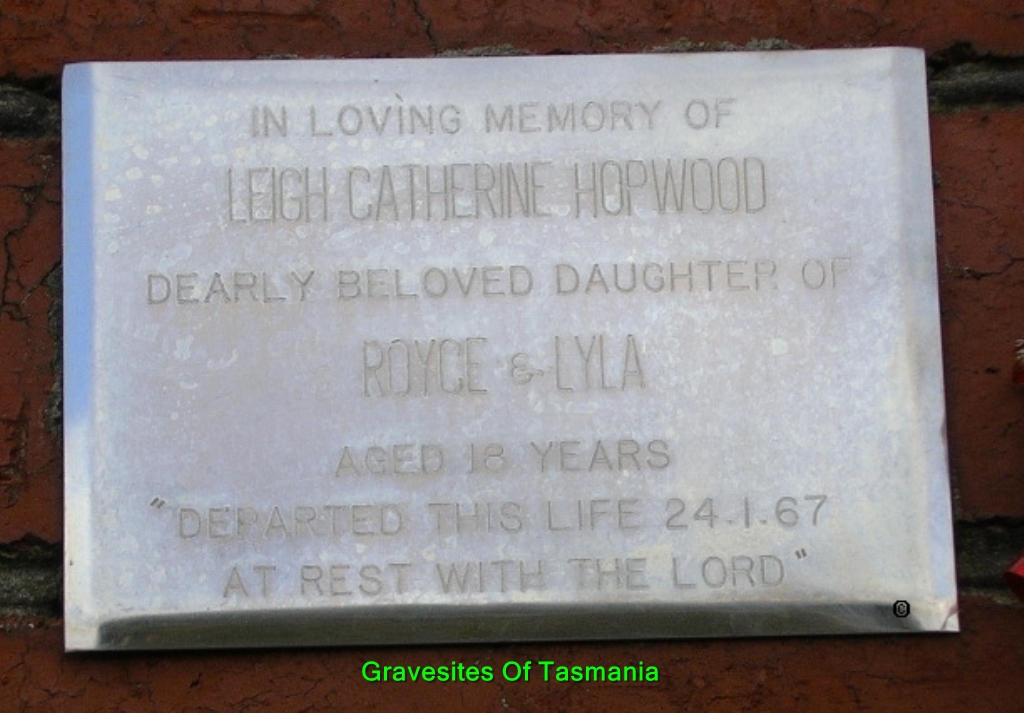 IN LOVING MEMORY OF
LEIGH CATHERINE HOPWOOD
DEARLY BELOVED DAUGHTER OF
ROYCE & LYLA
AGED 18 YEARS
"DEPARTED THIS LIFE 24.1.67
AT REST WITH THE LORD"
Gravesites Of Tasmania